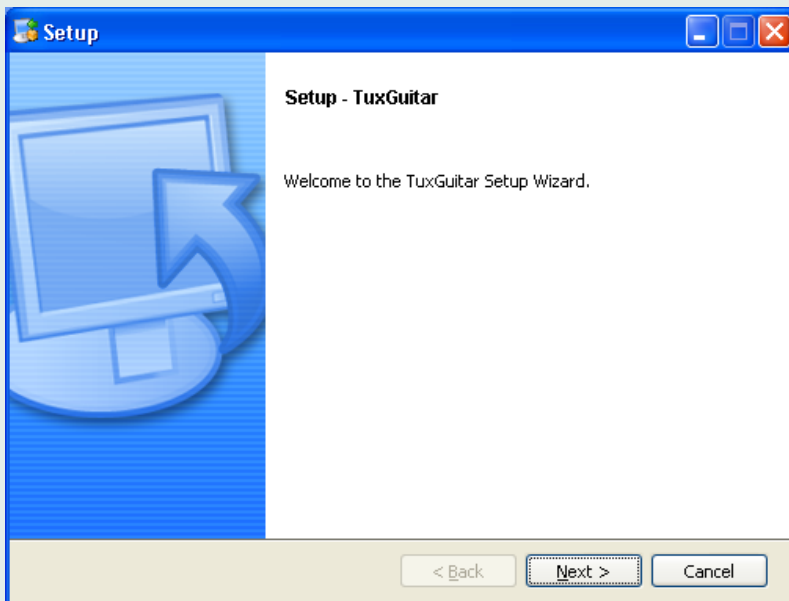 Setup
Setup - TuxGuitar
Welcome to the TuxGuitar Setup Wizard.
< Back
Next >
Cancel